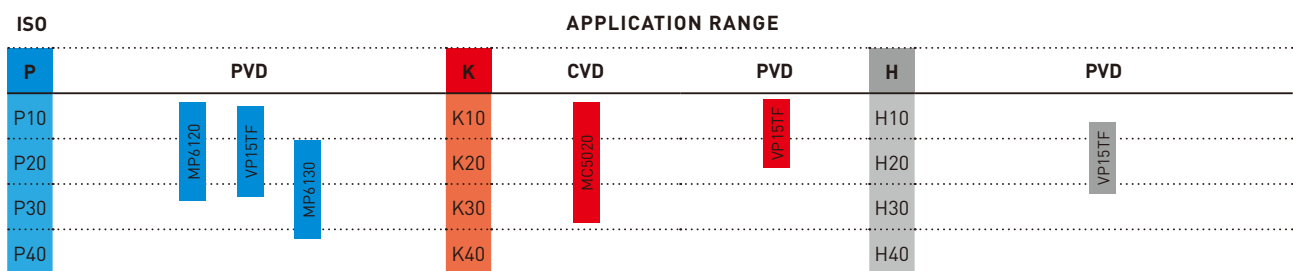 ISO APPLICATION RANGE
P PVD K CVD PVD H PVD
P10 K10 H10
P20 MP6120 VP15TF K20 MC5020 VP15TF H20 VP15TF
P30 MP6130 K30 H30
P40 K40 H40